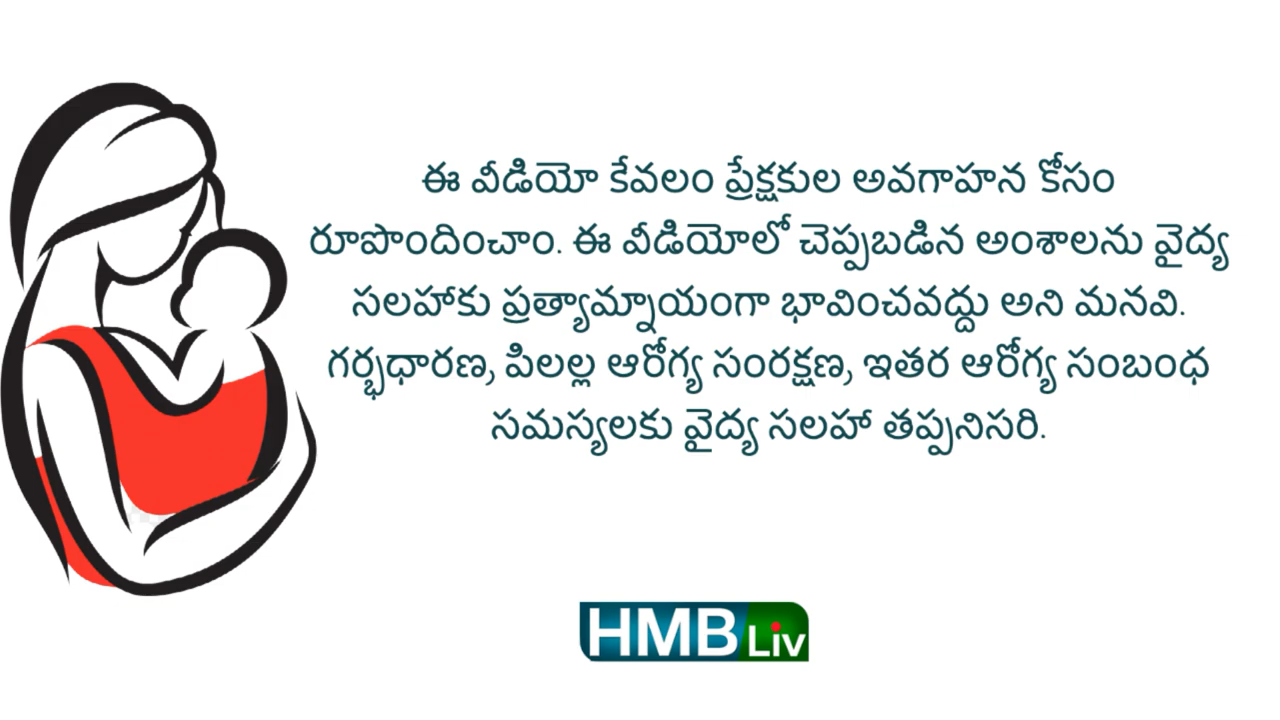 ఈ వీడియో కేవలం ప్రేక్షకుల అవగాహన కోసం
రూపొందించాం. ఈ వీడియోలో చెప్పబడిన అంశాలను వైద్య
సలహాకు ప్రత్యామ్నాయంగా భావించవద్దు అని మనవి.
గర్భధారణ, పిలల్ల ఆరోగ్య సంరక్షణ, ఇతర ఆరోగ్య సంబంధ
సమస్యలకు వైద్య సలహా తప్పనిసరి.
HMB Liv